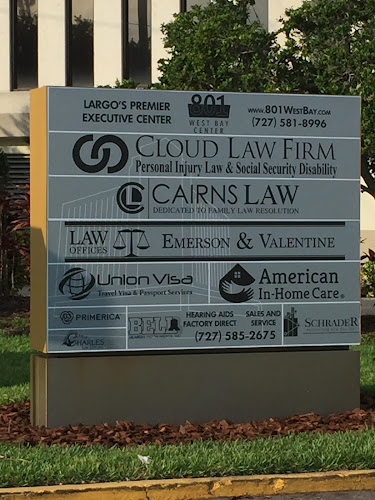 LARGO'S PREMIER
EXECUTIVE CENTER
801
WEST BAY
CENTER
www.801WestBay.com
(727) 581-8996
CLOUD LAW FIRM
Personal Injury Law & Social Security Disability
CL
CAIRNS LAW
DEDICATED TO FAMILY LAW RESOLUTION
LAW
OFFICES
EMERSON & VALENTINE
Union Visa
Travel Visa & Passport Services
American
In-Home Care
PRIMERICA
CHARLES
BELL
HEARING AIDS
FACTORY DIRECT
SALES AND
SERVICE
(727) 585-2675
SCHRADER